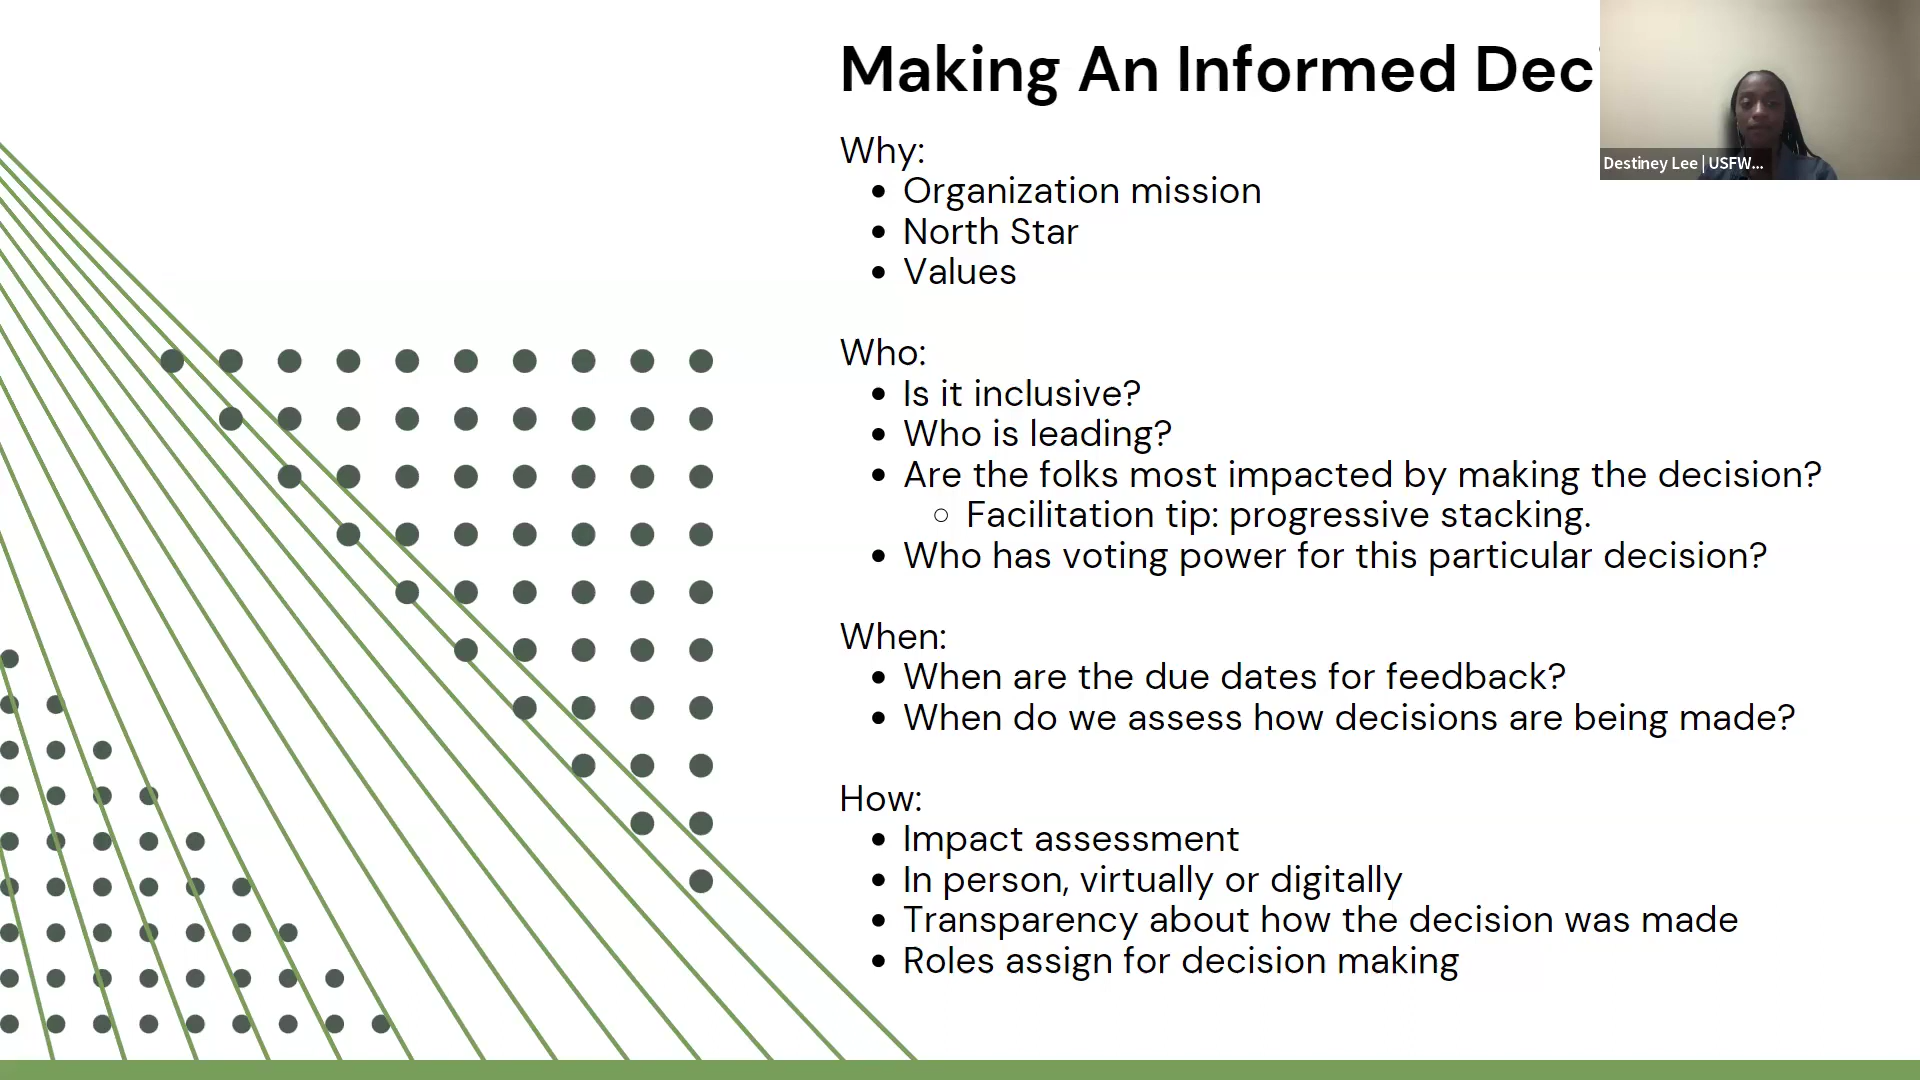 Making An Informed Dec
Destiney Lee | USFW...
Why:
• Organization mission
• North Star
• Values
Who:
• Is it inclusive?
• Who is leading?
• Are the folks most impacted by making the decision?
○ Facilitation tip: progressive stacking.
• Who has voting power for this particular decision?
When:
• When are the due dates for feedback?
• When do we assess how decisions are being made?
How:
• Impact assessment
• In person, virtually or digitally
• Transparency about how the decision was made
• Roles assign for decision making